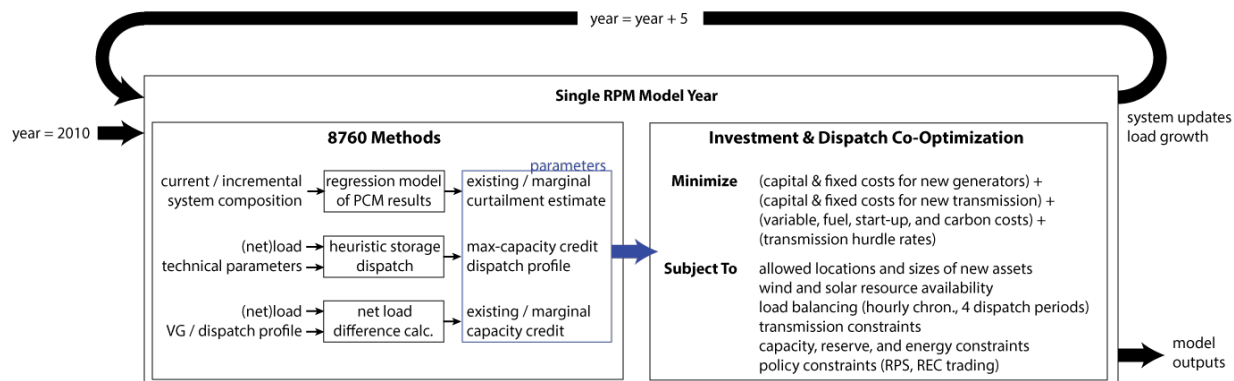 year = year + 5
Single RPM Model Year
year = 2010
system updates
load growth
8760 Methods
parameters
current / incremental
system composition
regression model
of PCM results
existing / marginal
curtailment estimate
(net)load
technical parameters
heuristic storage
dispatch
max-capacity credit
dispatch profile
(net)load
VG / dispatch profile
net load
difference calc.
existing / marginal
capacity credit
Investment & Dispatch Co-Optimization
Minimize (capital & fixed costs for new generators) +
(capital & fixed costs for new transmission) +
(variable, fuel, start-up, and carbon costs) +
(transmission hurdle rates)
Subject To allowed locations and sizes of new assets
wind and solar resource availability
load balancing (hourly chron., 4 dispatch periods)
transmission constraints
capacity, reserve, and energy constraints
policy constraints (RPS, REC trading)
model
outputs